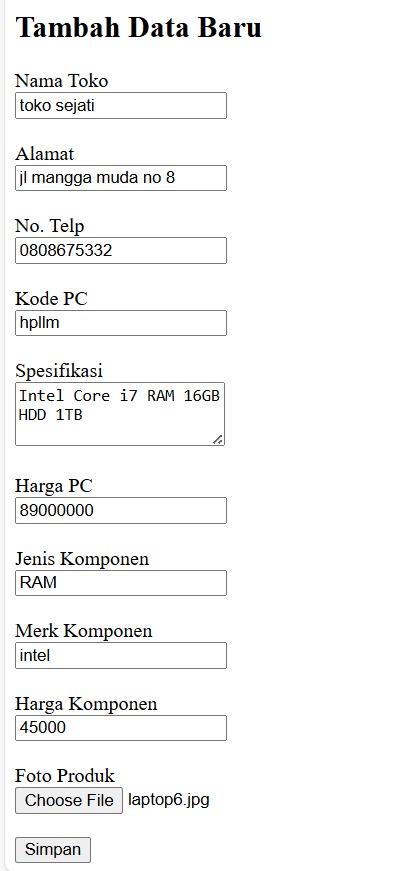 Tambah Data Baru
Nama Toko
toko sejati
Alamat
jl mangga muda no 8
No. Telp
0808675332
Kode PC
hpllm
Spesifikasi
Intel Core i7 RAM 16GB
HDD 1TB
Harga PC
89000000
Jenis Komponen
RAM
Merk Komponen
intel
Harga Komponen
45000
Foto Produk
Choose File laptop6.jpg
Simpan